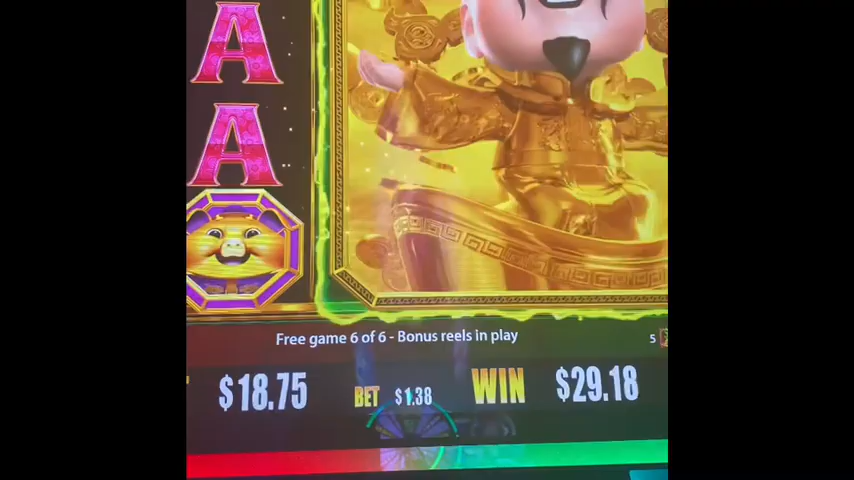 A
A
Free game 6 of 6 - Bonus reels in play
5
$18.75
BET $1.38
WIN $29.18